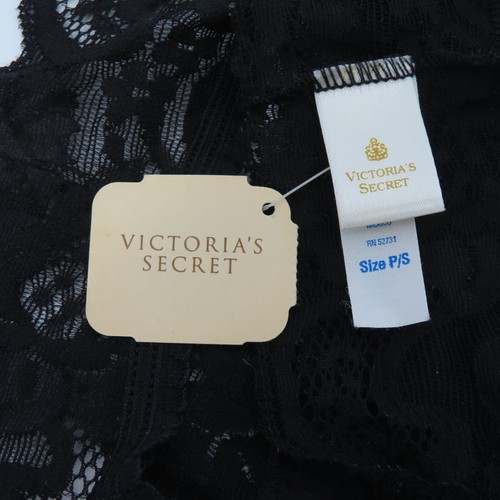 VICTORIA'S
SECRET
VICTORIA'S
SECRET
RN 52731
Size P/S